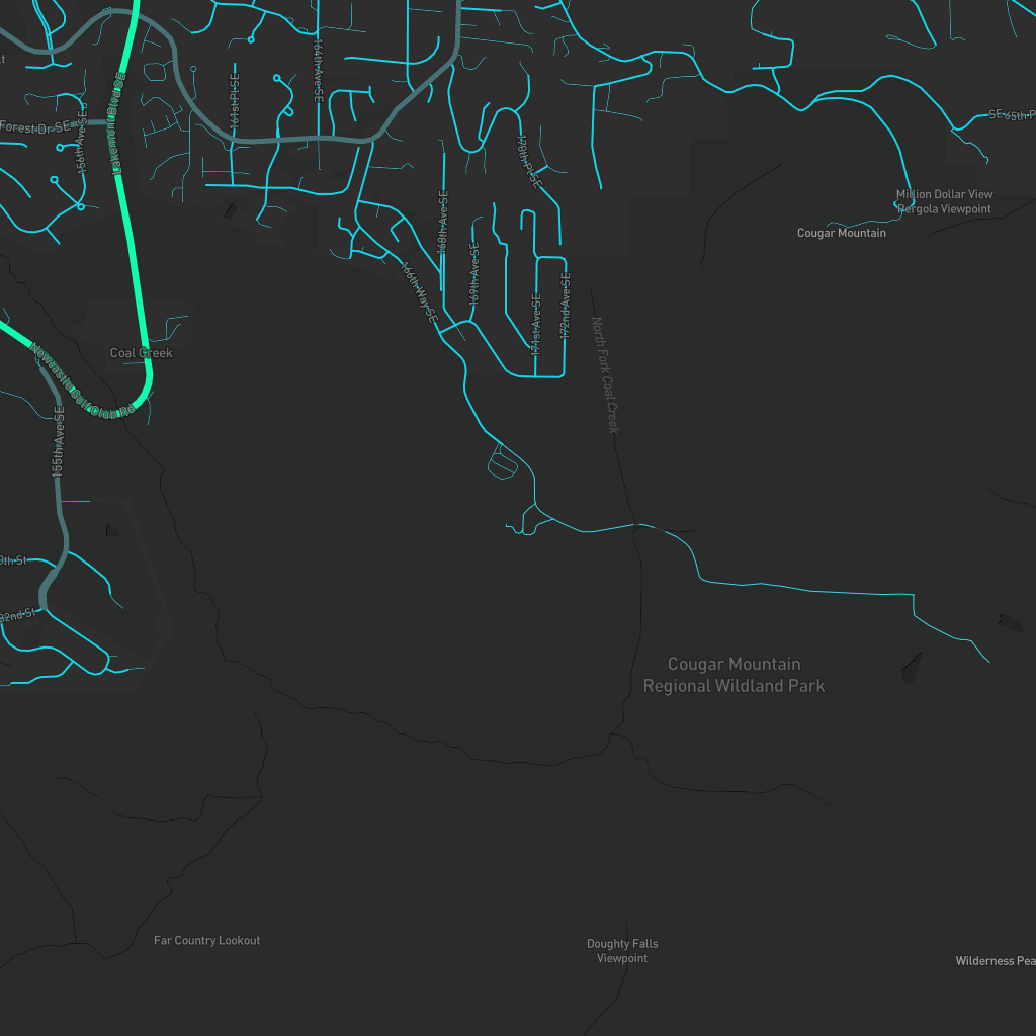 164th Ave SE
161st Pl SE
Lakemont Blvd SE
Forest Dr SE
156th Ave SE
SE 65th P
170th Pl SE
Million Dollar View
Pergola Viewpoint
Cougar Mountain
168th Ave SE
169th Ave SE
166th Way SE
171st Ave SE
172nd Ave SE
North Fork Coal Creek
Coal Creek
Newcastle Golf Club Rd
155th Ave SE
0th St
82nd St
Cougar Mountain
Regional Wildland Park
Far Country Lookout
Doughty Falls
Viewpoint
Wilderness Pea